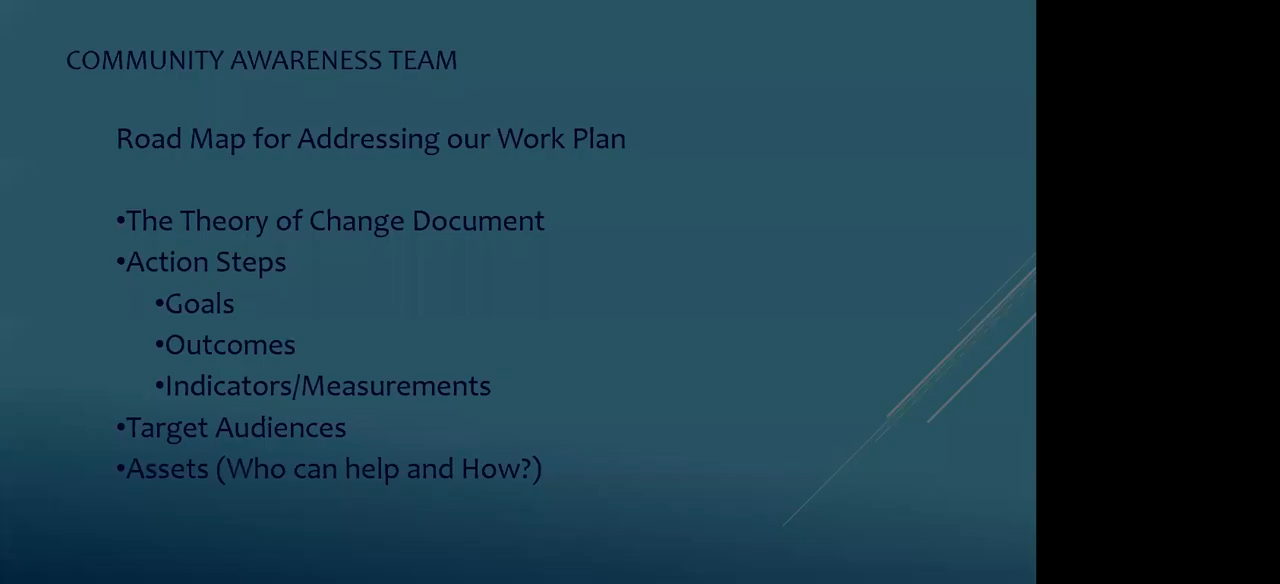 COMMUNITY AWARENESS TEAM
Road Map for Addressing our Work Plan
•The Theory of Change Document
•Action Steps
•Goals
•Outcomes
•Indicators/Measurements
•Target Audiences
•Assets (Who can help and How?)